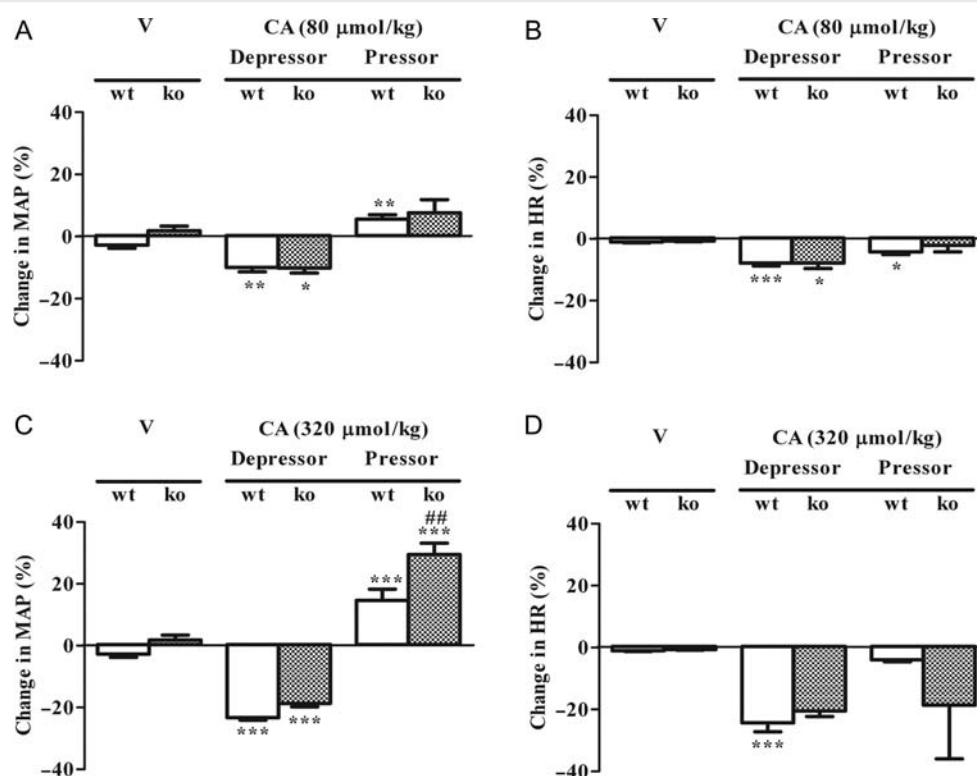 A
V
CA (80 μmol/kg)
Depressor Pressor
wt ko wt ko wt ko
Change in MAP (%)
40
20
0
−20
−40
**
*
**
B
V
CA (80 μmol/kg)
Depressor Pressor
wt ko wt ko wt ko
Change in HR (%)
40
20
0
−20
−40
***
*
*
C
V
CA (320 μmol/kg)
Depressor Pressor
wt ko wt ko wt ko
Change in MAP (%)
40
20
0
−20
−40
***
***
***
##
***
D
V
CA (320 μmol/kg)
Depressor Pressor
wt ko wt ko wt ko
Change in HR (%)
40
20
0
−20
−40
***